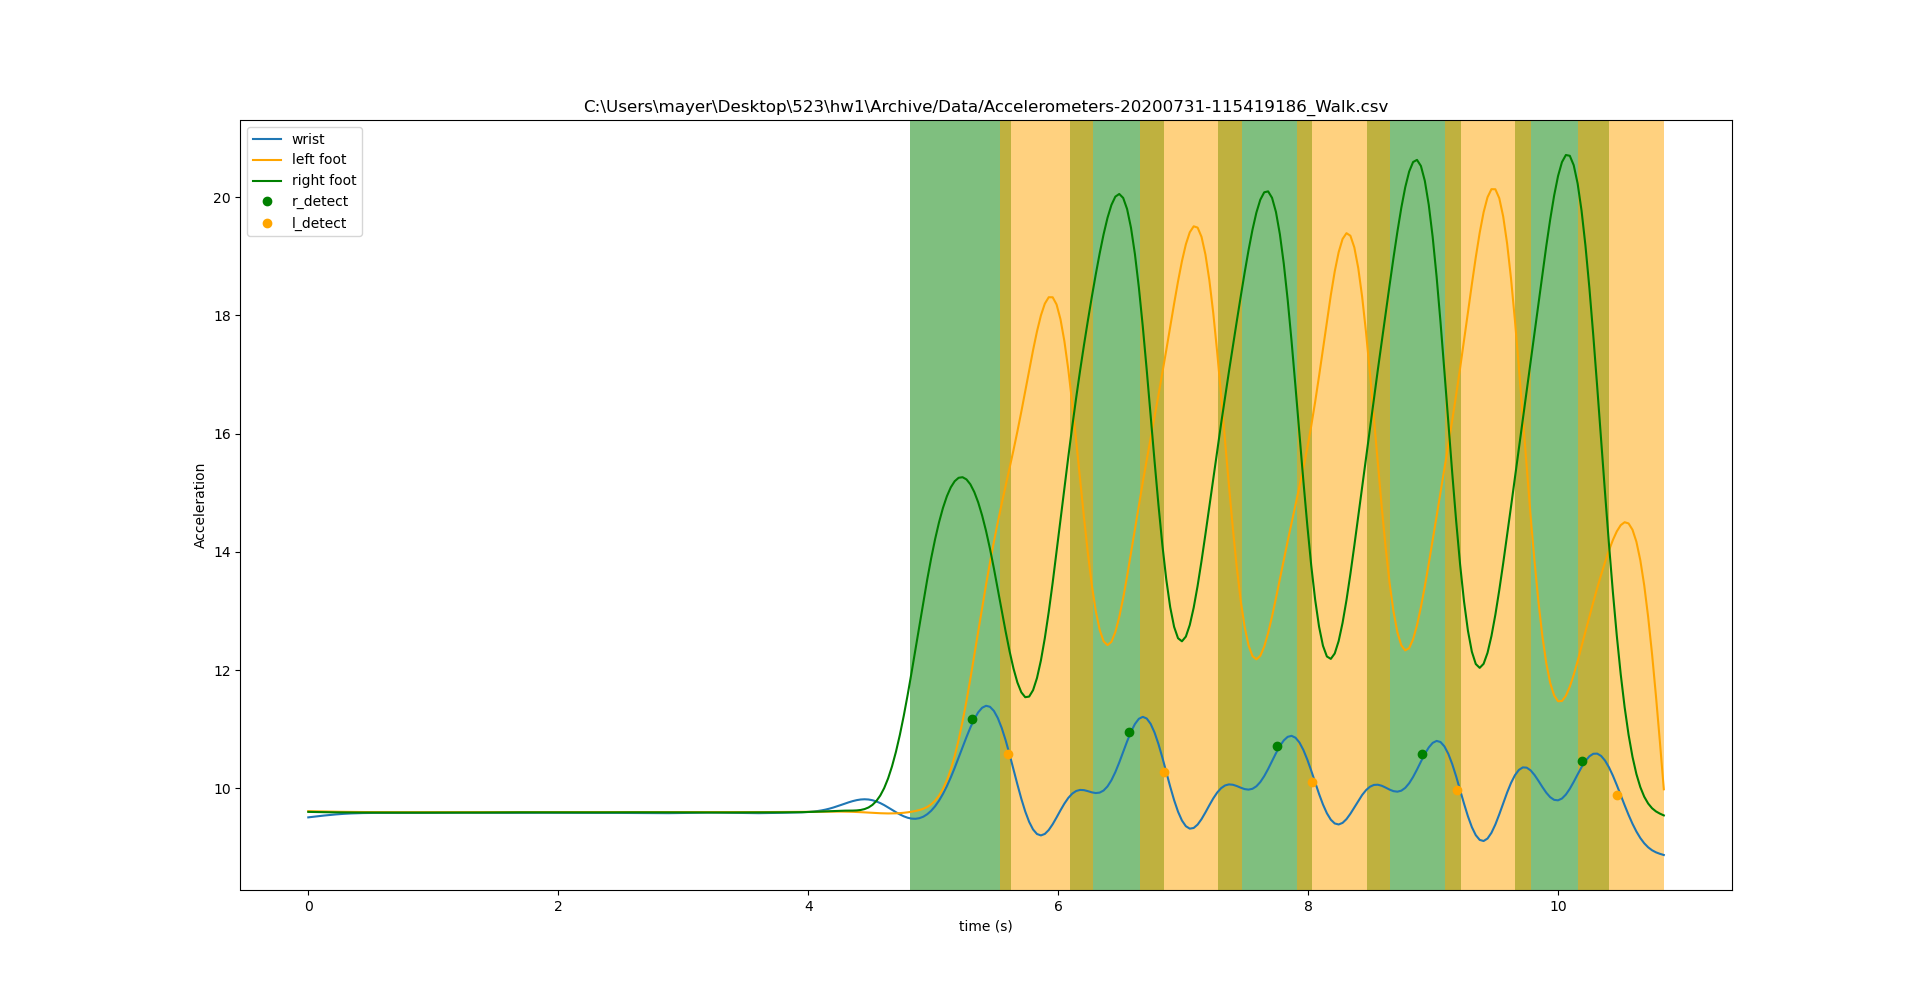 C:\Users\mayer\Desktop\523\hw1\Archive/Data/Accelerometers-20200731-115419186_Walk.csv
wrist
left foot
right foot
r_detect
l_detect
Acceleration
20
18
16
14
12
10
0 2 4 6 8 10
time (s)